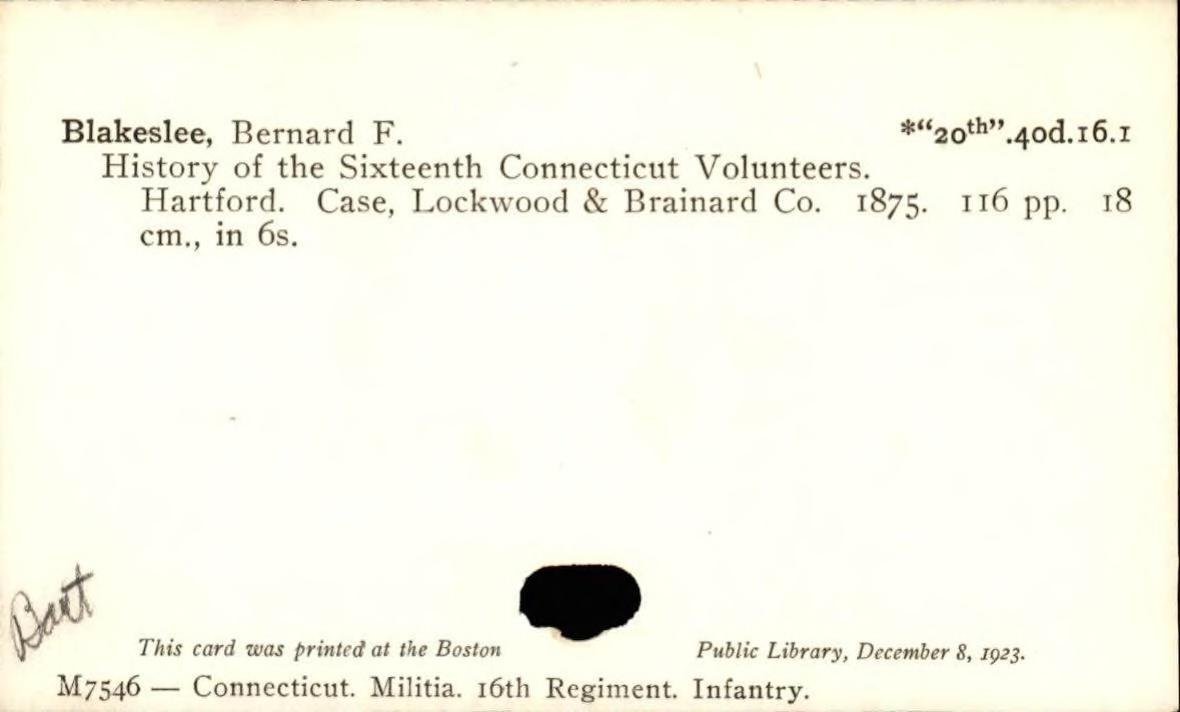 Blakeslee, Bernard F. *“20th”.40d.16.1
History of the Sixteenth Connecticut Volunteers.
Hartford. Case, Lockwood & Brainard Co. 1875. 116 pp. 18
cm., in 6s.
Bart
This card was printed at the Boston Public Library, December 8, 1923.
M7546 — Connecticut. Militia. 16th Regiment. Infantry.